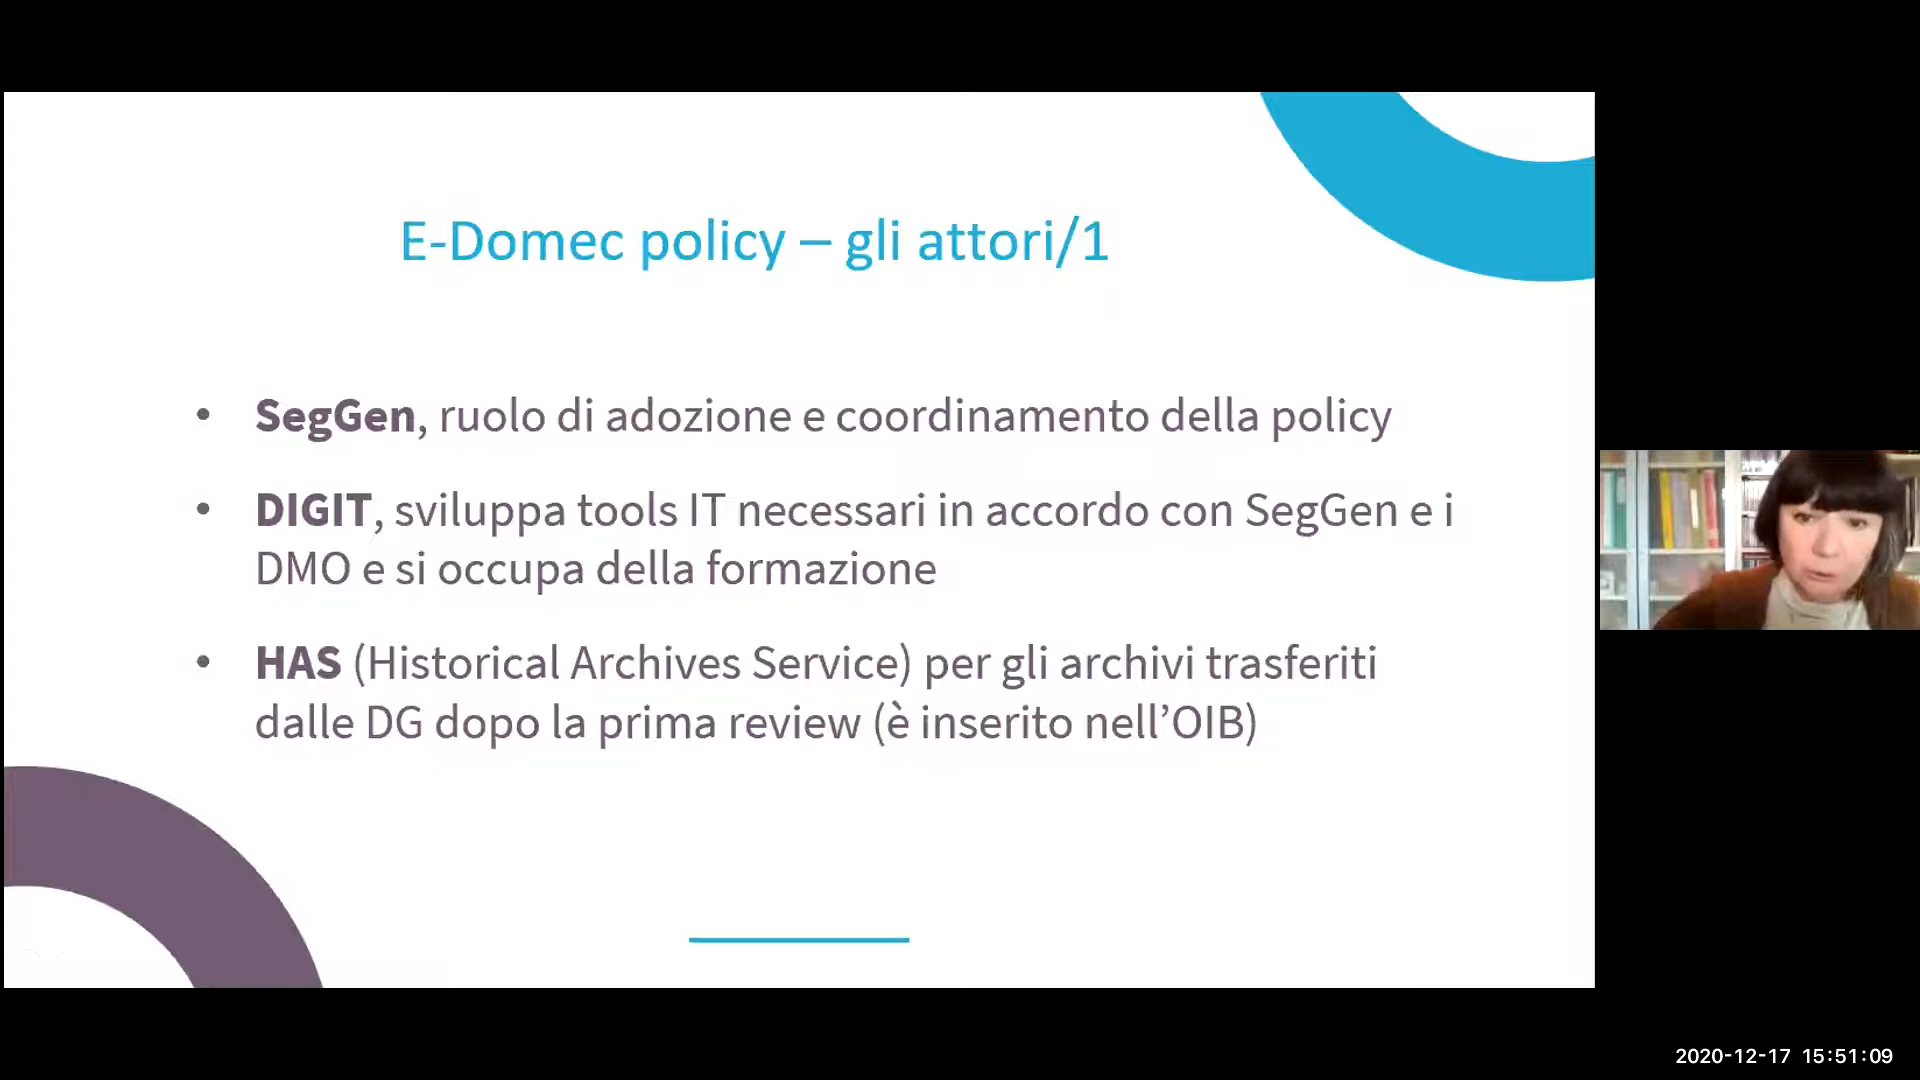 E-Domec policy – gli attori/1
• SegGen, ruolo di adozione e coordinamento della policy
• DIGIT, sviluppa tools IT necessari in accordo con SegGen e i
DMO e si occupa della formazione
• HAS (Historical Archives Service) per gli archivi trasferiti
dalle DG dopo la prima review (è inserito nell’OIB)
2020-12-17 15:51:09